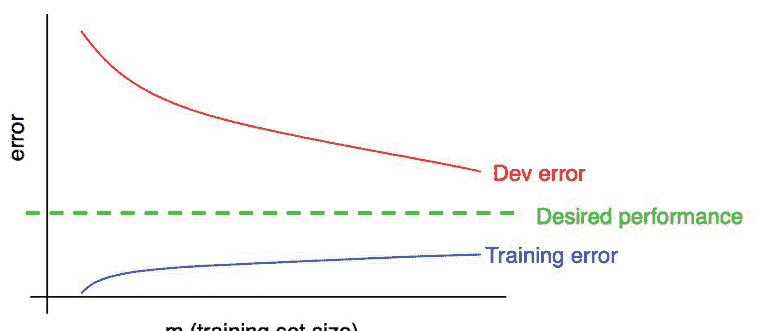 error
Dev error
Desired performance
Training error
m (training set size)